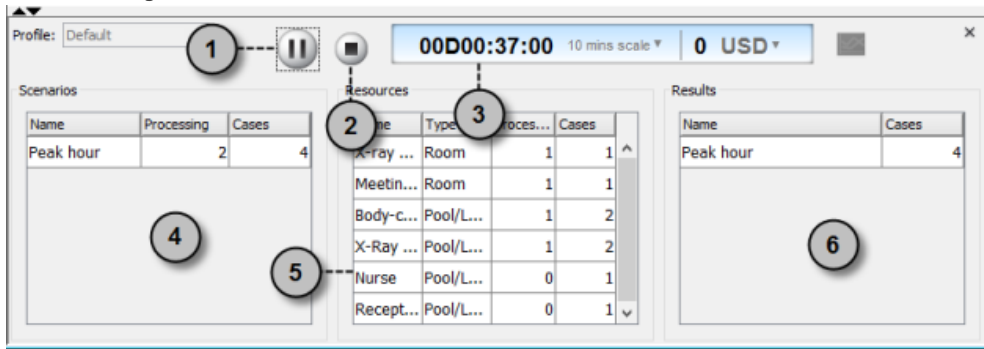 Profile: Default
1
00D00:37:00 10 mins scale 0 USD
2
3
Scenarios
Resources
Results
Name Processing Cases
Peak hour 2 4
4
Type roces... Cases
X-ray ... Room 1 1
Meetin... Room 1 1
Body-c... Pool/L... 1 2
X-Ray ... Pool/L... 1 2
5
Nurse Pool/L... 0 1
Recept... Pool/L... 0 1
Name Cases
Peak hour 4
6